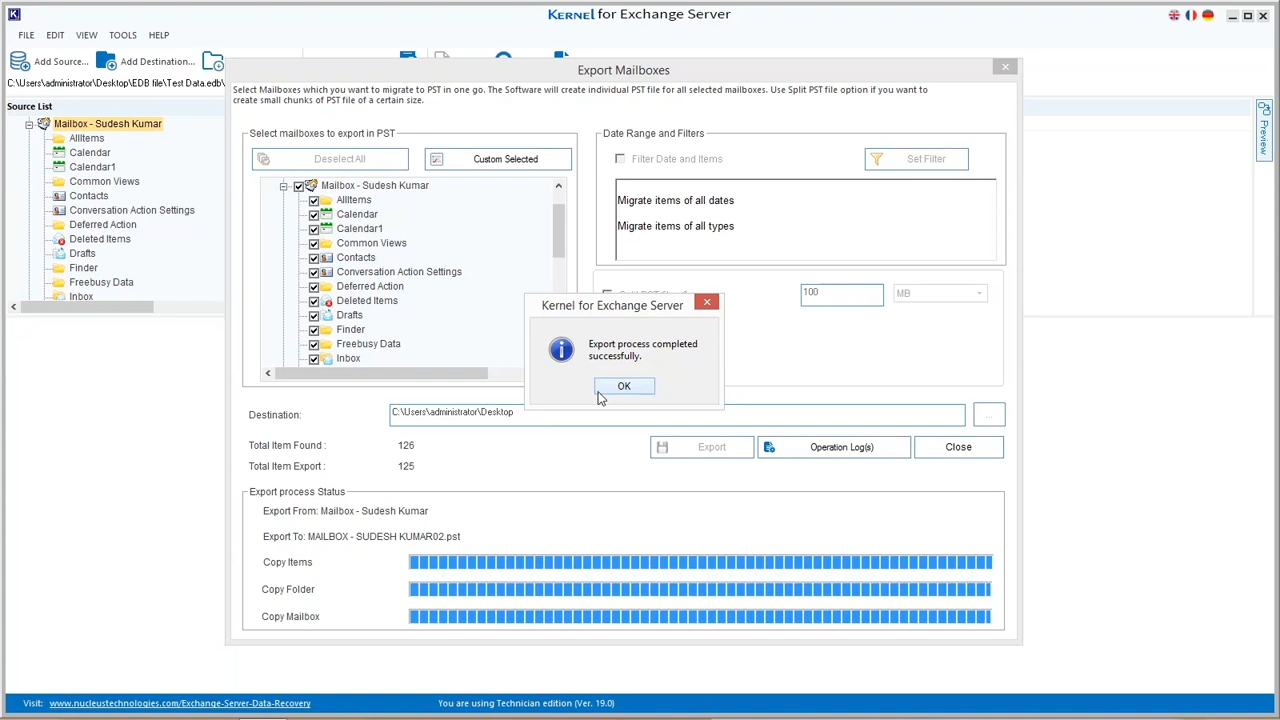 KERNEL for Exchange Server
FILE EDIT VIEW TOOLS HELP
Add Source... Add Destination...
C:\Users\administrator\Desktop\EDB file\Test Data.edb\
Source List
Mailbox - Sudesh Kumar
AllItems
Calendar
Calendar1
Common Views
Contacts
Conversation Action Settings
Deferred Action
Deleted Items
Drafts
Finder
Freebusy Data
Inbox
Preview
Export Mailboxes
Select Mailboxes which you want to migrate to PST in one go. The Software will create individual PST file for all selected mailboxes. Use Split PST file option if you want to
create small chunks of PST file of a certain size.
Select mailboxes to export in PST
Deselect All Custom Selected
Mailbox - Sudesh Kumar
AllItems
Calendar
Calendar1
Common Views
Contacts
Conversation Action Settings
Deferred Action
Deleted Items
Drafts
Finder
Freebusy Data
Inbox
Date Range and Filters
Filter Date and Items Set Filter
Migrate items of all dates
Migrate items of all types
100 MB
Kernel for Exchange Server
Export process completed
successfully.
OK
Destination: C:\Users\administrator\Desktop ...
Total Item Found : 126
Total Item Export : 125
Export Operation Log(s) Close
Export process Status
Export From: Mailbox - Sudesh Kumar
Export To: MAILBOX - SUDESH KUMAR02.pst
Copy Items
Copy Folder
Copy Mailbox
Visit: www.nucleustechnologies.com/Exchange-Server-Data-Recovery You are using Technician edition (Ver. 19.0)